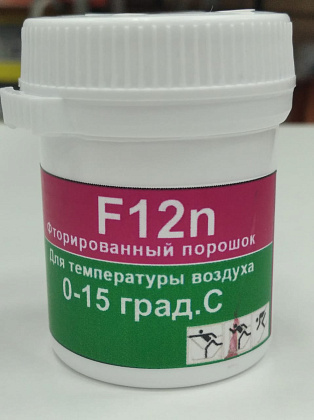 F12n
Фторированный порошок
Для температуры воздуха
0-15 град.С